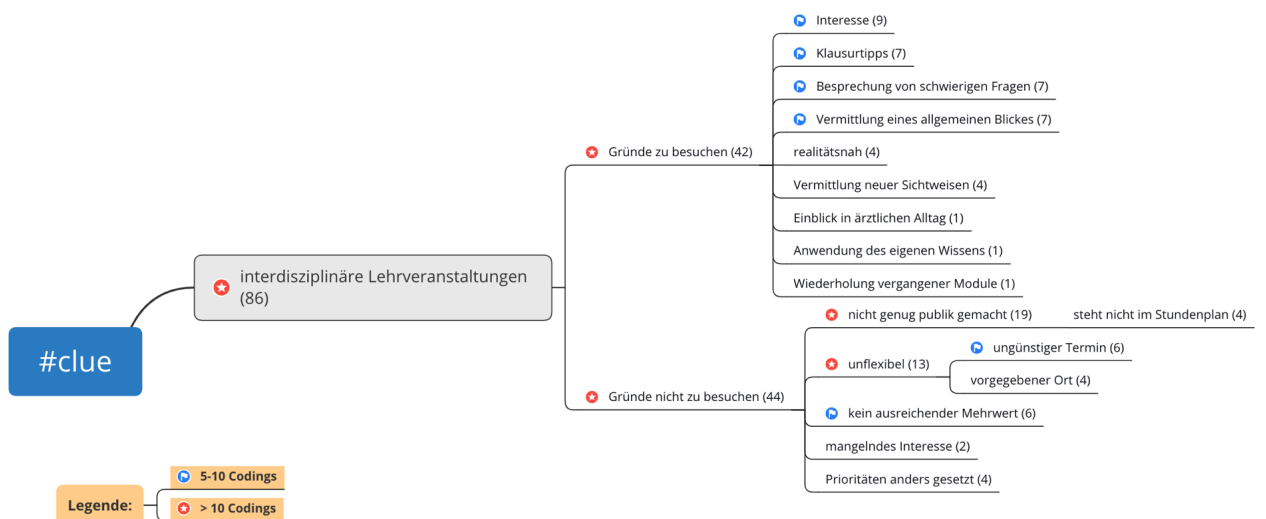 #clue
interdisziplinäre Lehrveranstaltungen
(86)
Gründe zu besuchen (42)
Interesse (9)
Klausurtipps (7)
Besprechung von schwierigen Fragen (7)
Vermittlung eines allgemeinen Blickes (7)
realitätsnah (4)
Vermittlung neuer Sichtweisen (4)
Einblick in ärztlichen Alltag (1)
Anwendung des eigenen Wissens (1)
Wiederholung vergangener Module (1)
Gründe nicht zu besuchen (44)
nicht genug publik gemacht (19)
steht nicht im Stundenplan (4)
unflexibel (13)
ungünstiger Termin (6)
vorgegebener Ort (4)
kein ausreichender Mehrwert (6)
mangelndes Interesse (2)
Prioritäten anders gesetzt (4)
Legende:
5-10 Codings
> 10 Codings